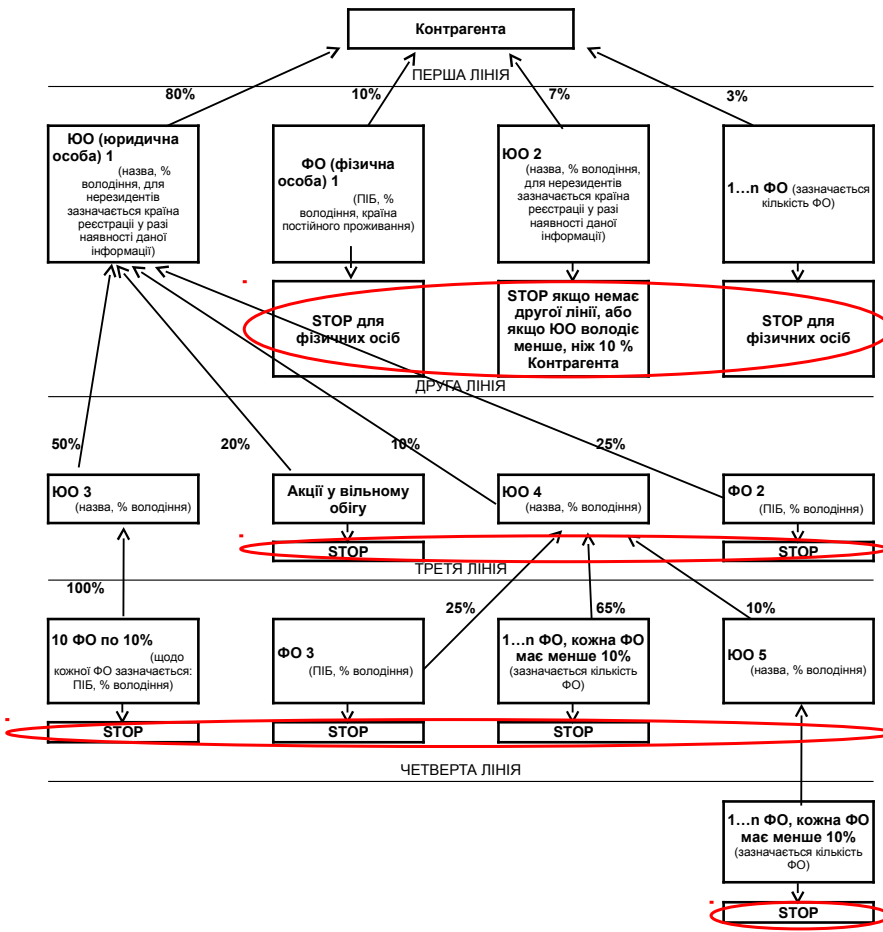 Контрагента
ПЕРША ЛІНІЯ
80%
10%
7%
3%
ЮО (юридична
особа) 1
(назва, %
володіння, для
нерезидентів
зазначається країна
реєстрації у разі
наявності даної
інформації)
ФО (фізична
особа) 1
(ПІБ, %
володіння, країна
постійного проживання)
ЮО 2
(назва, % володіння,
для нерезидентів
зазначається країна
реєстрації у разі
наявності даної
інформації)
1…n ФО (зазначається
кількість ФО)
STOP для
фізичних осіб
STOP якщо немає
другої лінії, або
якщо ЮО володіє
менше, ніж 10 %
Контрагента
STOP для
фізичних осіб
ДРУГА ЛІНІЯ
50%
20%
10%
25%
ЮО 3
(назва, % володіння)
Акції у вільному
обігу
ЮО 4
(назва, % володіння)
ФО 2
(ПІБ, % володіння)
STOP
STOP
ТРЕТЯ ЛІНІЯ
100%
25%
65%
10%
10 ФО по 10%
(щодо
кожної ФО зазначається:
ПІБ, % володіння)
ФО 3
(ПІБ, % володіння)
1…n ФО, кожна ФО
має менше 10%
(зазначається кількість
ФО)
ЮО 5
(назва, % володіння)
STOP
STOP
STOP
ЧЕТВЕРТА ЛІНІЯ
1…n ФО, кожна ФО
має менше 10%
(зазначається кількість
ФО)
STOP